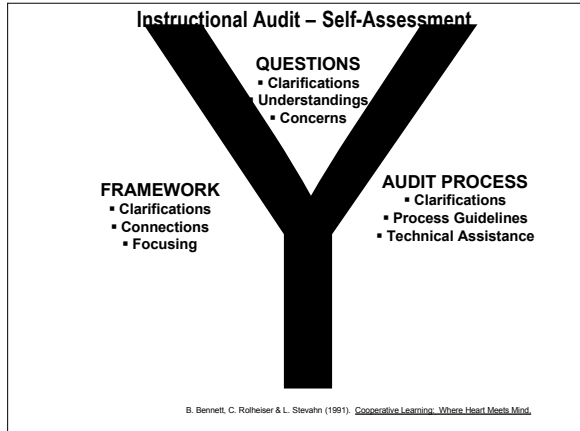 Instructional Audit – Self-Assessment
QUESTIONS
▪ Clarifications
▪ Understandings
▪ Concerns
FRAMEWORK
▪ Clarifications
▪ Connections
▪ Focusing
AUDIT PROCESS
▪ Clarifications
▪ Process Guidelines
▪ Technical Assistance
B. Bennett, C. Rolheiser & L. Stevahn (1991). Cooperative Learning: Where Heart Meets Mind.